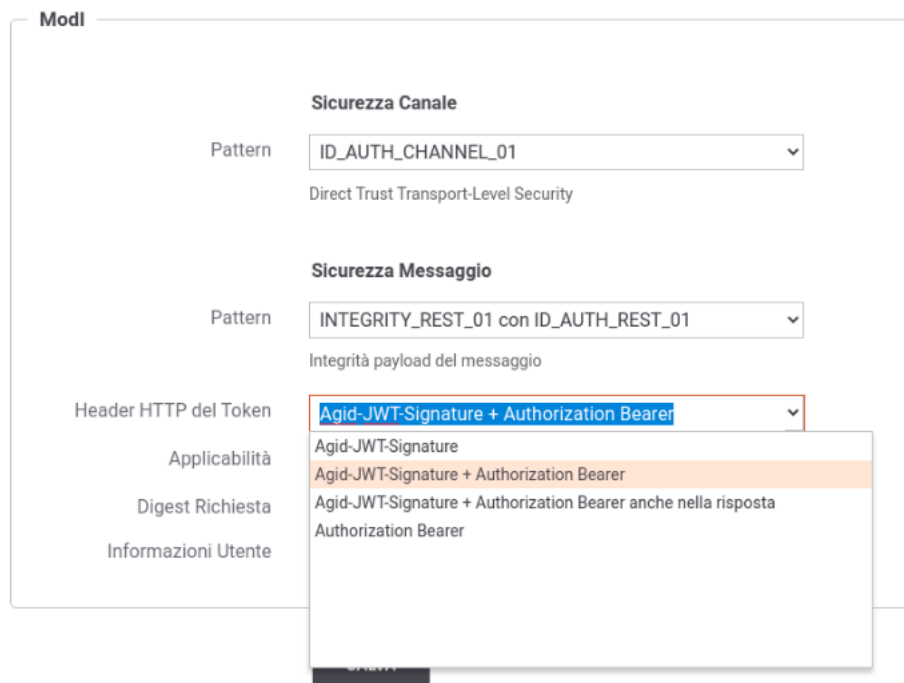 ModI
Sicurezza Canale
Pattern
ID_AUTH_CHANNEL_01
Direct Trust Transport-Level Security
Sicurezza Messaggio
Pattern
INTEGRITY_REST_01 con ID_AUTH_REST_01
Integrità payload del messaggio
Header HTTP del Token
Agid-JWT-Signature + Authorization Bearer
Agid-JWT-Signature
Applicabilità
Agid-JWT-Signature + Authorization Bearer
Digest Richiesta
Agid-JWT-Signature + Authorization Bearer anche nella risposta
Authorization Bearer
Informazioni Utente